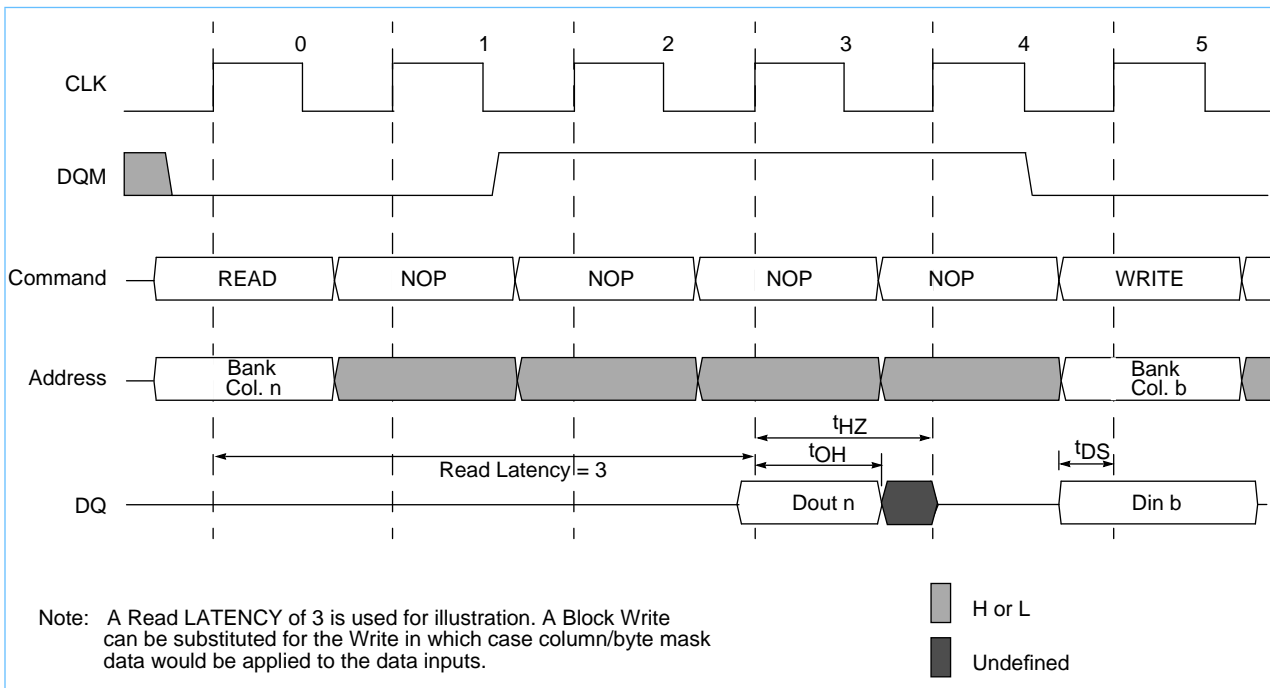 0 1 2 3 4 5
CLK
DQM
Command READ NOP NOP NOP NOP WRITE
Address Bank Col. n Bank Col. b
tHZ
tOH
tDS
Read Latency = 3
DQ Dout n Din b
Note: A Read LATENCY of 3 is used for illustration. A Block Write
can be substituted for the Write in which case column/byte mask
data would be applied to the data inputs.
H or L
Undefined